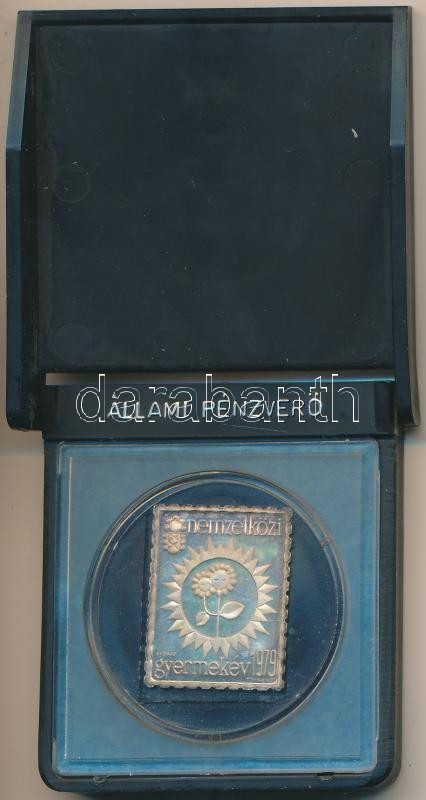 ÁLLAMI PÉNZVERŐ
darabanth
nemzetközi
gyermekév 1979